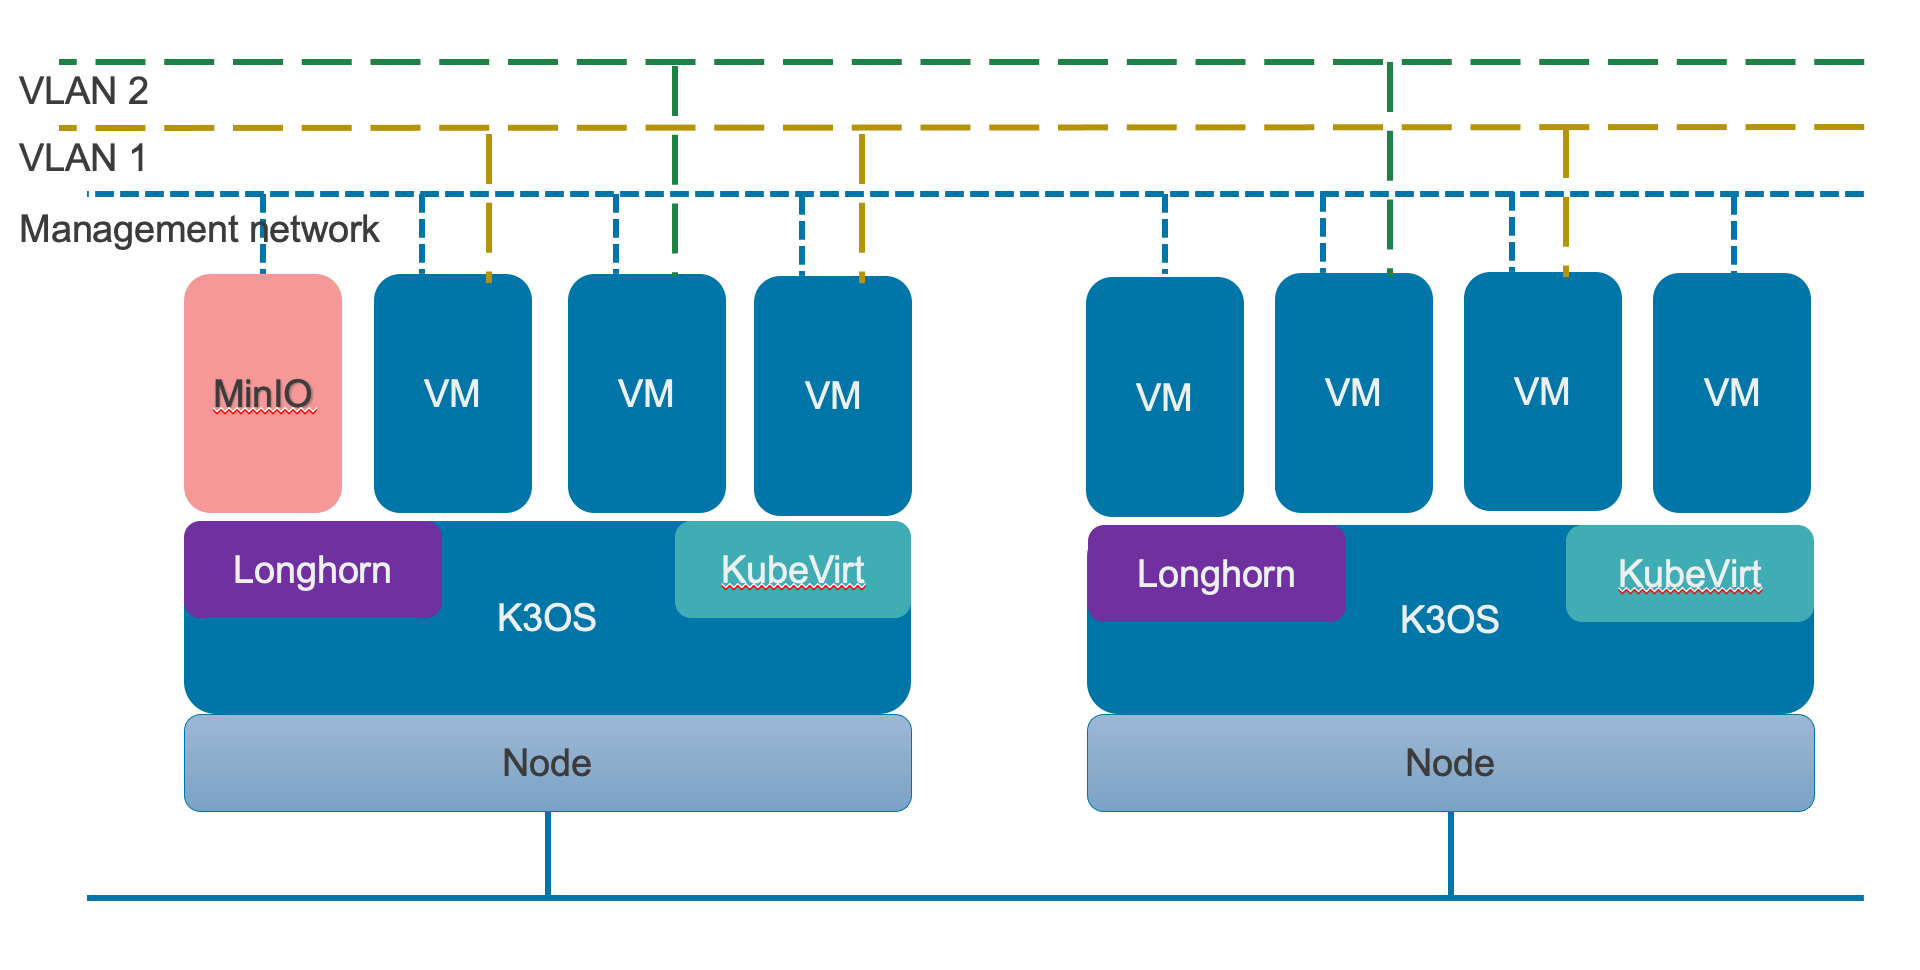 VLAN 2
VLAN 1
Management network
MinIO
VM
VM
VM
VM
VM
VM
VM
Longhorn
KubeVirt
K3OS
Longhorn
KubeVirt
K3OS
Node
Node